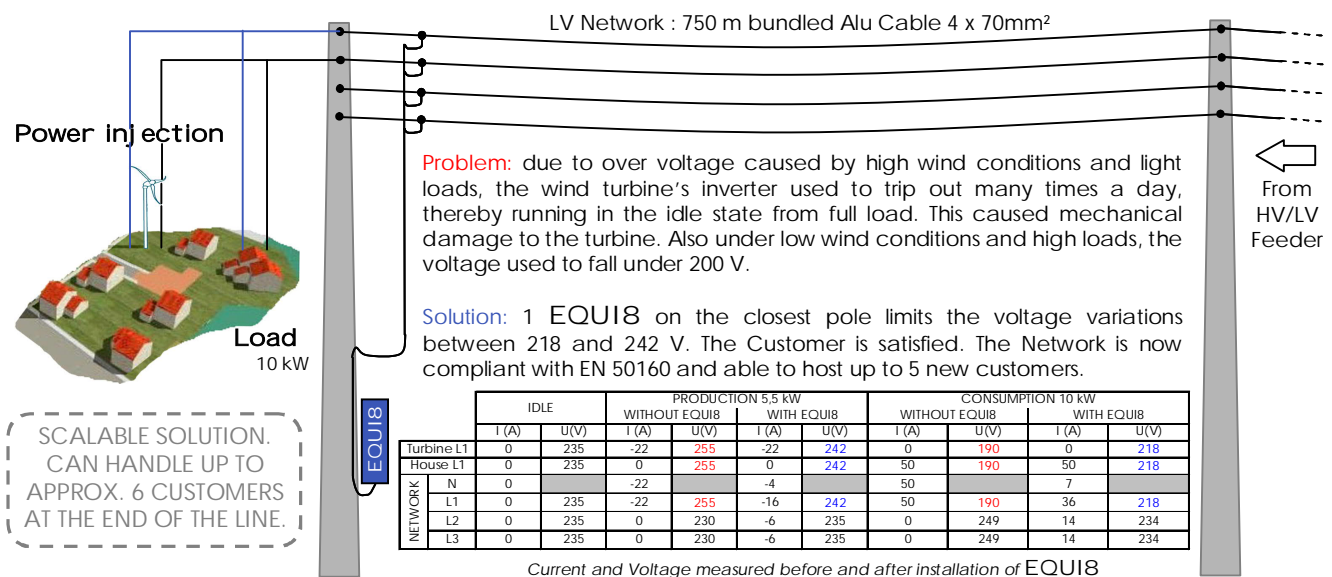 LV Network : 750 m bundled Alu Cable 4 x 70mm²
Power injection
Load
10 kW
From
HV/LV
Feeder
Problem: due to over voltage caused by high wind conditions and light
loads, the wind turbine's inverter used to trip out many times a day,
thereby running in the idle state from full load. This caused mechanical
damage to the turbine. Also under low wind conditions and high loads, the
voltage used to fall under 200 V.
Solution: 1 EQUI8 on the closest pole limits the voltage variations
between 218 and 242 V. The Customer is satisfied. The Network is now
compliant with EN 50160 and able to host up to 5 new customers.
EQUI8
SCALABLE SOLUTION.
CAN HANDLE UP TO
APPROX. 6 CUSTOMERS
AT THE END OF THE LINE.
IDLE PRODUCTION 5,5 kW CONSUMPTION 10 kW
WITHOUT EQUI8 WITH EQUI8 WITHOUT EQUI8 WITH EQUI8
I (A) U(V) I (A) U(V) I (A) U(V) I (A) U(V) I (A) U(V)
Turbine L1 0 235 -22 255 -22 242 0 190 0 218
House L1 0 235 0 255 0 242 50 190 50 218
NETWORK
N 0 -22 -4 50 7
L1 0 235 -22 255 -16 242 50 190 36 218
L2 0 235 0 230 -6 235 0 249 14 234
L3 0 235 0 230 -6 235 0 249 14 234
Current and Voltage measured before and after installation of EQUI8